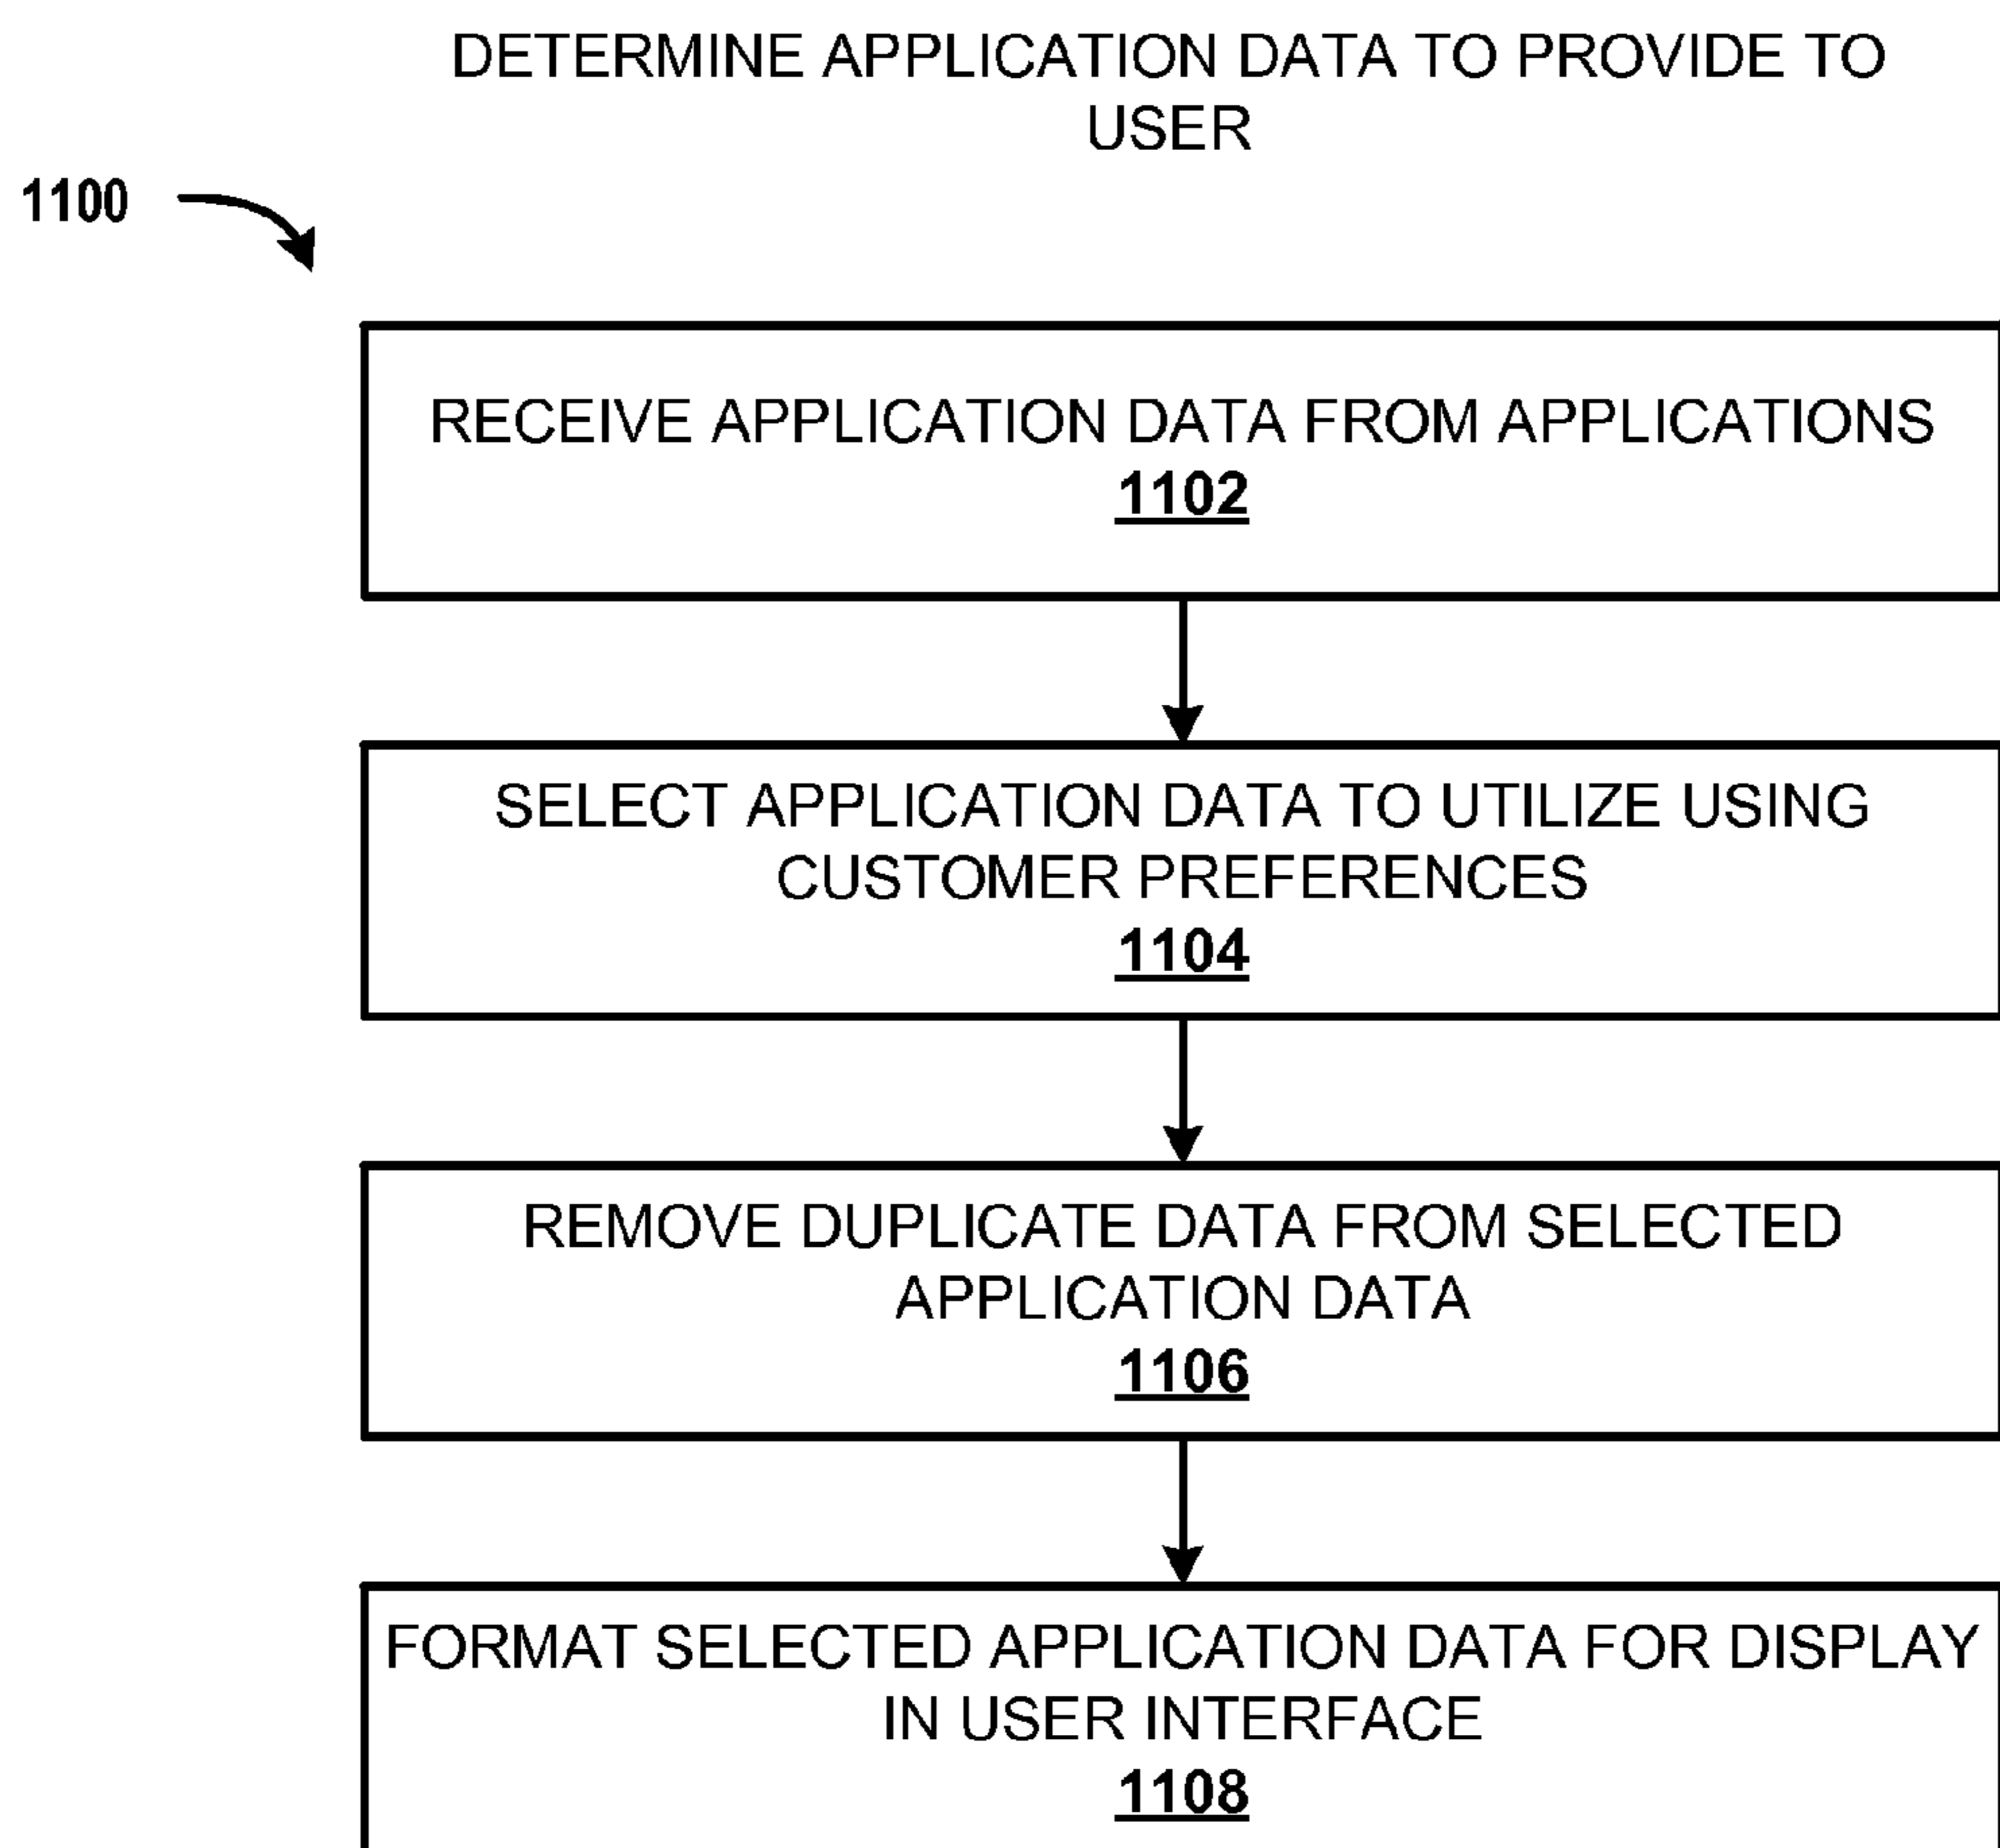 DETERMINE APPLICATION DATA TO PROVIDE TO
USER
1100
RECEIVE APPLICATION DATA FROM APPLICATIONS
1102
SELECT APPLICATION DATA TO UTILIZE USING
CUSTOMER PREFERENCES
1104
REMOVE DUPLICATE DATA FROM SELECTED
APPLICATION DATA
1106
FORMAT SELECTED APPLICATION DATA FOR DISPLAY
IN USER INTERFACE
1108